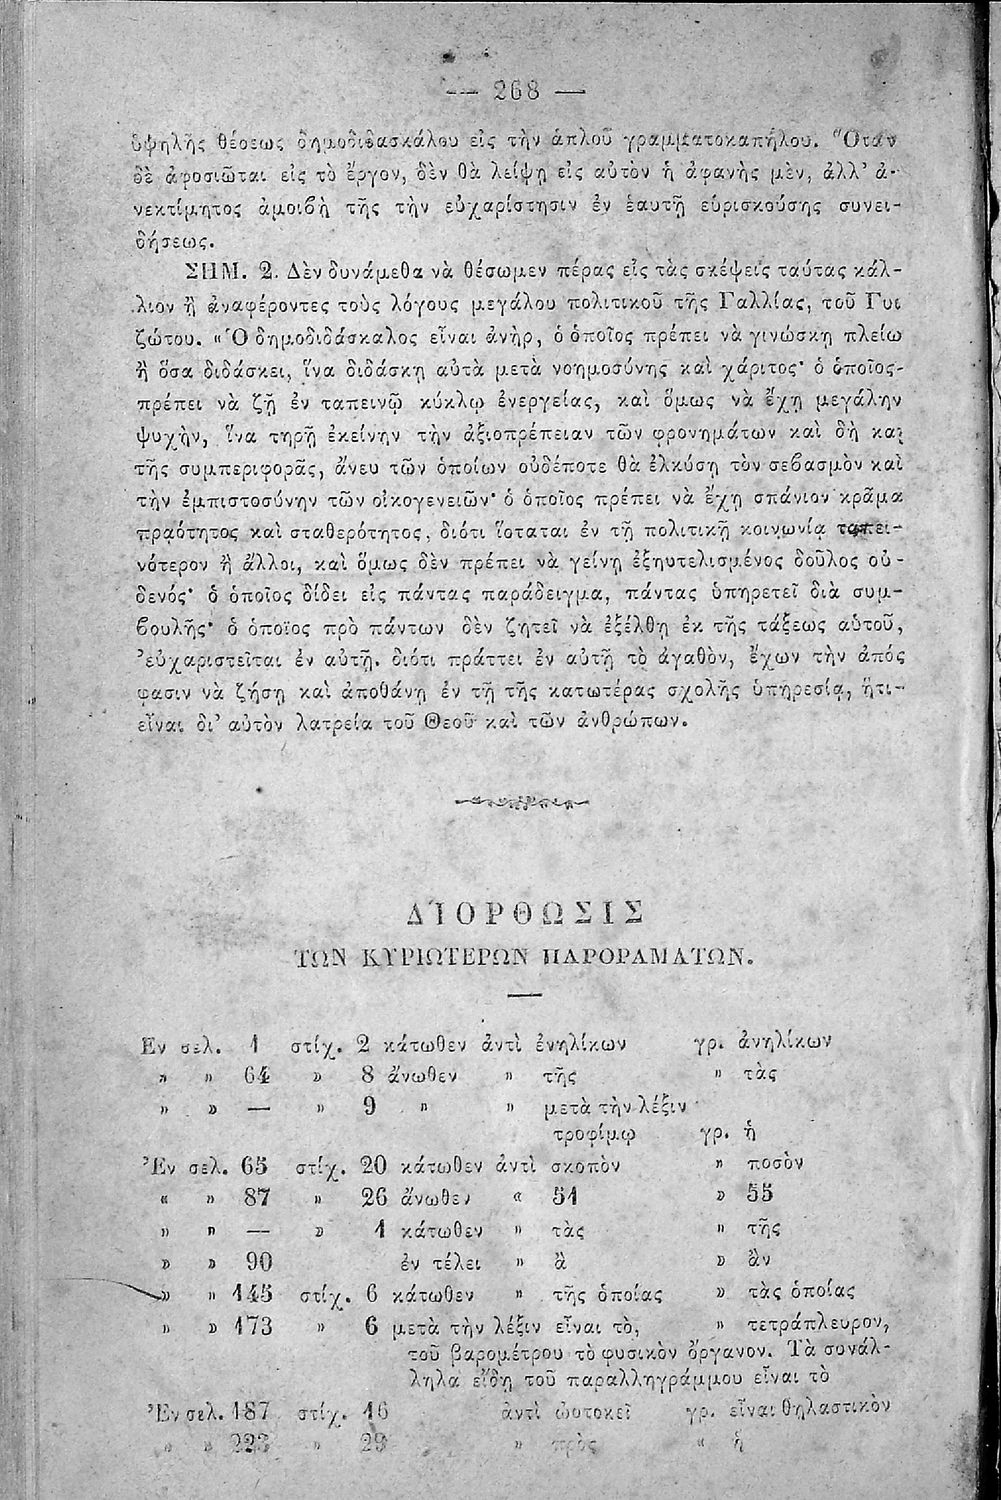 — 268 —
ὑψηλῆς θέσεως δημοδιδασκάλου εἰς τὴν ἁπλοῦ γραμματοκαπήλου. Ὅταν
δὲ ἀφοσιῶται εἰς τὸ ἔργον, δὲν θὰ λείψῃ εἰς αὐτὸν ἡ ἀφανὴς μὲν, ἀλλ' ἀ-
νεκτίμητος ἀμοιβὴ τῆς τὴν εὐχαρίστησιν ἐν ἑαυτῇ εὑρισκούσης συνει-
δήσεως.
ΣΗΜ. 2. Δὲν δυνάμεθα νὰ θέσωμεν πέρας εἰς τὰς σκέψεις ταύτας κάλ-
λιον ἢ ἀναφέροντες τοὺς λόγους μεγάλου πολιτικοῦ τῆς Γαλλίας, τοῦ Γυι
ζώτου. « Ὁ δημοδιδάσκαλος εἶναι ἀνὴρ, ὁ ὁποῖος πρέπει νὰ γινώσκῃ πλείω
ἢ ὅσα διδάσκει, ἵνα διδάσκῃ αὐτὰ μετὰ νοημοσύνης καὶ χάριτος· ὁ ὁποῖος-
πρέπει νὰ ζῇ ἐν ταπεινῷ κύκλῳ ἐνεργείας, καὶ ὅμως νὰ ἔχῃ μεγάλην
ψυχὴν, ἵνα τηρῇ ἐκείνην τὴν ἀξιοπρέπειαν τῶν φρονημάτων καὶ δὴ καὶ
τῆς συμπεριφορᾶς, ἄνευ τῶν ὁποίων οὐδέποτε θὰ ἑλκύσῃ τὸν σεβασμὸν καὶ
τὴν ἐμπιστοσύνην τῶν οἰκογενειῶν· ὁ ὁποῖος πρέπει νὰ ἔχῃ σπάνιον κρᾶμα
πραότητος καὶ σταθερότητος, διότι ἵσταται ἐν τῇ πολιτικῇ κοινωνίᾳ ταπει-
νότερον ἢ ἄλλοι, καὶ ὅμως δὲν πρέπει νὰ γείνῃ ἐξηυτελισμένος δοῦλος οὐ-
δενός· ὁ ὁποῖος δίδει εἰς πάντας παράδειγμα, πάντας ὑπηρετεῖ διὰ συμ-
βουλῆς· ὁ ὁποῖος πρὸ πάντων δὲν ζητεῖ νὰ ἐξέλθῃ ἐκ τῆς τάξεως αὑτοῦ,
'εὐχαριστεῖται ἐν αὐτῇ, διότι πράττει ἐν αὐτῇ τὸ ἀγαθὸν, ἔχων τὴν ἀπός
φασιν νὰ ζήσῃ καὶ ἀποθάνῃ ἐν τῇ τῆς κατωτέρας σχολῆς ὑπηρεσίᾳ, ἥτι-
εἶναι δι' αὐτὸν λατρεία τοῦ Θεοῦ καὶ τῶν ἀνθρώπων.
ΔΙΟΡΘΩΣΙΣ
ΤΩΝ ΚΥΡΙΩΤΕΡΩΝ ΠΑΡΟΡΑΜΑΤΩΝ.
Εν σελ. 1 στίχ. 2 κάτωθεν ἀντὶ ἐνηλίκων γρ. ἀνηλίκων
» » 64 » 8 ἄνωθεν » τῆς » τὰς
» » — » 9 » » μετὰ τὴν λέξιν
τροφίμῳ γρ. ἡ
Ἐν σελ. 65 στίχ. 20 κάτωθεν ἀντὶ σκοπὸν » ποσὸν
« » 87 » 26 ἄνωθεν « 51 » 55
» » — » 1 κάτωθεν » τὰς » τῆς
» » 90 ἐν τέλει » ἃ » ἂν
» » 145 στίχ. 6 κάτωθεν » τῆς ὁποίας » τὰς ὁποίας
» » 173 » 6 μετὰ τὴν λέξιν εἶναι τὸ, » τετράπλευρον,
τοῦ βαρομέτρου τὸ φυσικὸν ὄργανον. Τὰ συνάλ-
ληλα εἴδη τοῦ παραλληγράμμου εἶναι τὸ
Ἐν σελ. 187 στίχ. 16 ἀντὶ ὠοτοκεῖ γρ. εἶναι θηλαστικὸν
» » 223 » 29 » πρὸς « ἡ